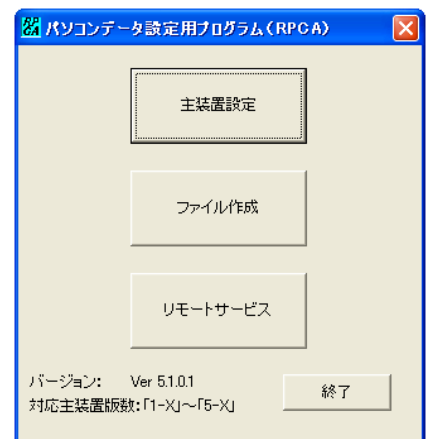 RP
CA パソコンデータ設定用プログラム(RPCA)
主装置設定
ファイル作成
リモートサービス
バージョン: Ver 5.1.0.1
対応主装置版数:「1-X」~「5-X」
終了